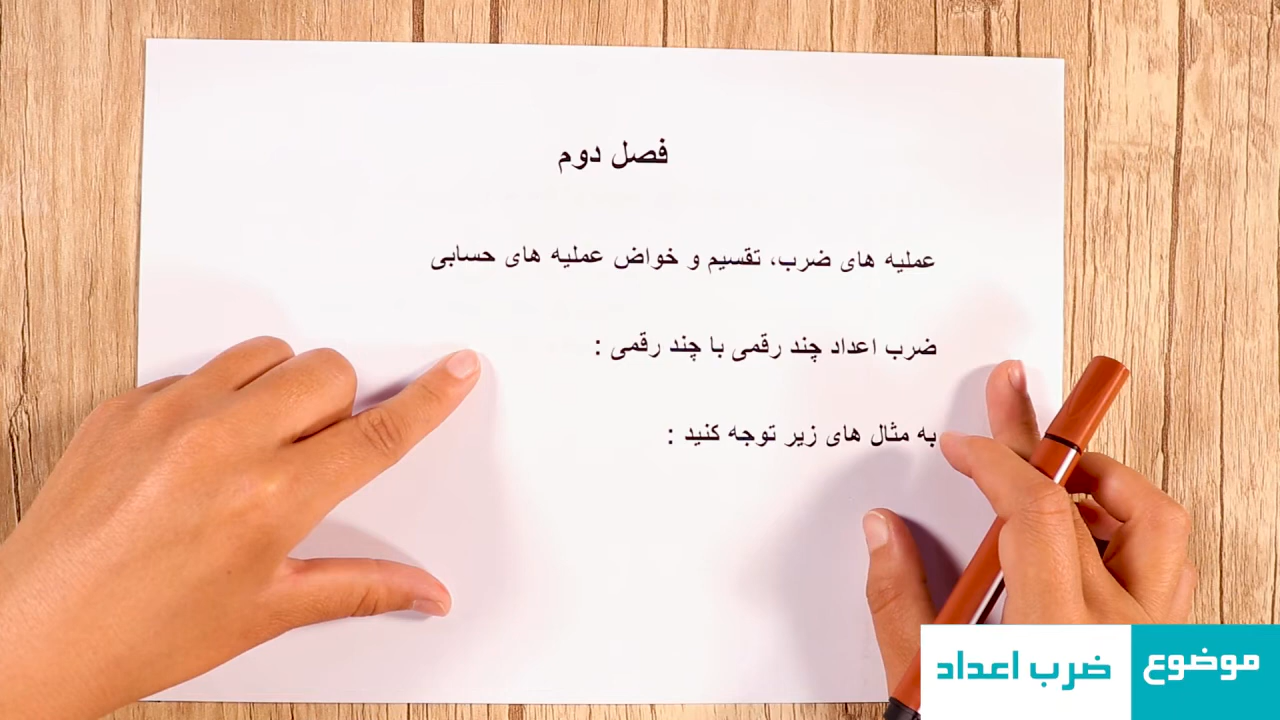 فصل دوم
عملیه های ضرب، تقسیم و خواض عملیه های حسابی
ضرب اعداد چند رقمی با چند رقمی :
به مثال های زیر توجه کنید :
موضوع ضرب اعداد